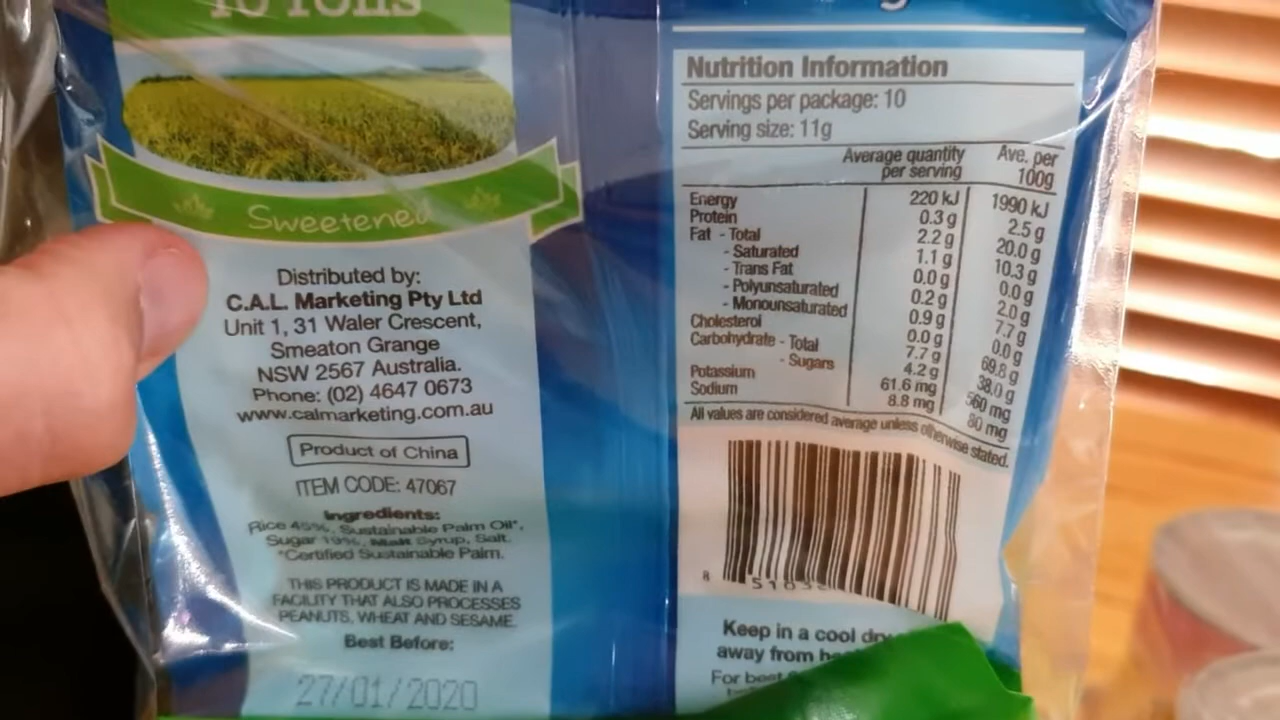 10 rolls
Sweetened
Distributed by:
C.A.L. Marketing Pty Ltd
Unit 1, 31 Waler Crescent,
Smeaton Grange
NSW 2567 Australia.
Phone: (02) 4647 0673
www.calmarketing.com.au
Product of China
ITEM CODE: 47067
Ingredients:
Rice 45%, Sustainable Palm Oil*,
Sugar 19%, Malt Syrup, Salt.
*Certified Sustainable Palm.
THIS PRODUCT IS MADE IN A
FACILITY THAT ALSO PROCESSES
PEANUTS, WHEAT AND SESAME.
Best Before:
27/01/2020
Nutrition Information
Servings per package: 10
Serving size: 11g
Average quantity per serving Ave. per 100g
Energy 220 kJ 1990 kJ
Protein 0.3 g 2.5 g
Fat - Total 2.2 g 20.0 g
- Saturated 1.1 g 10.3 g
- Trans Fat 0.0 g 0.0 g
- Polyunsaturated 0.2 g 2.0 g
- Monounsaturated 0.9 g 7.7 g
Cholesterol 0.0 g 0.0 g
Carbohydrate - Total 7.7 g 69.8 g
- Sugars 4.2 g 38.0 g
Potassium 61.6 mg 560 mg
Sodium 8.8 mg 80 mg
All values are considered average unless otherwise stated.
8 5103
Keep in a cool dry
away from
For best